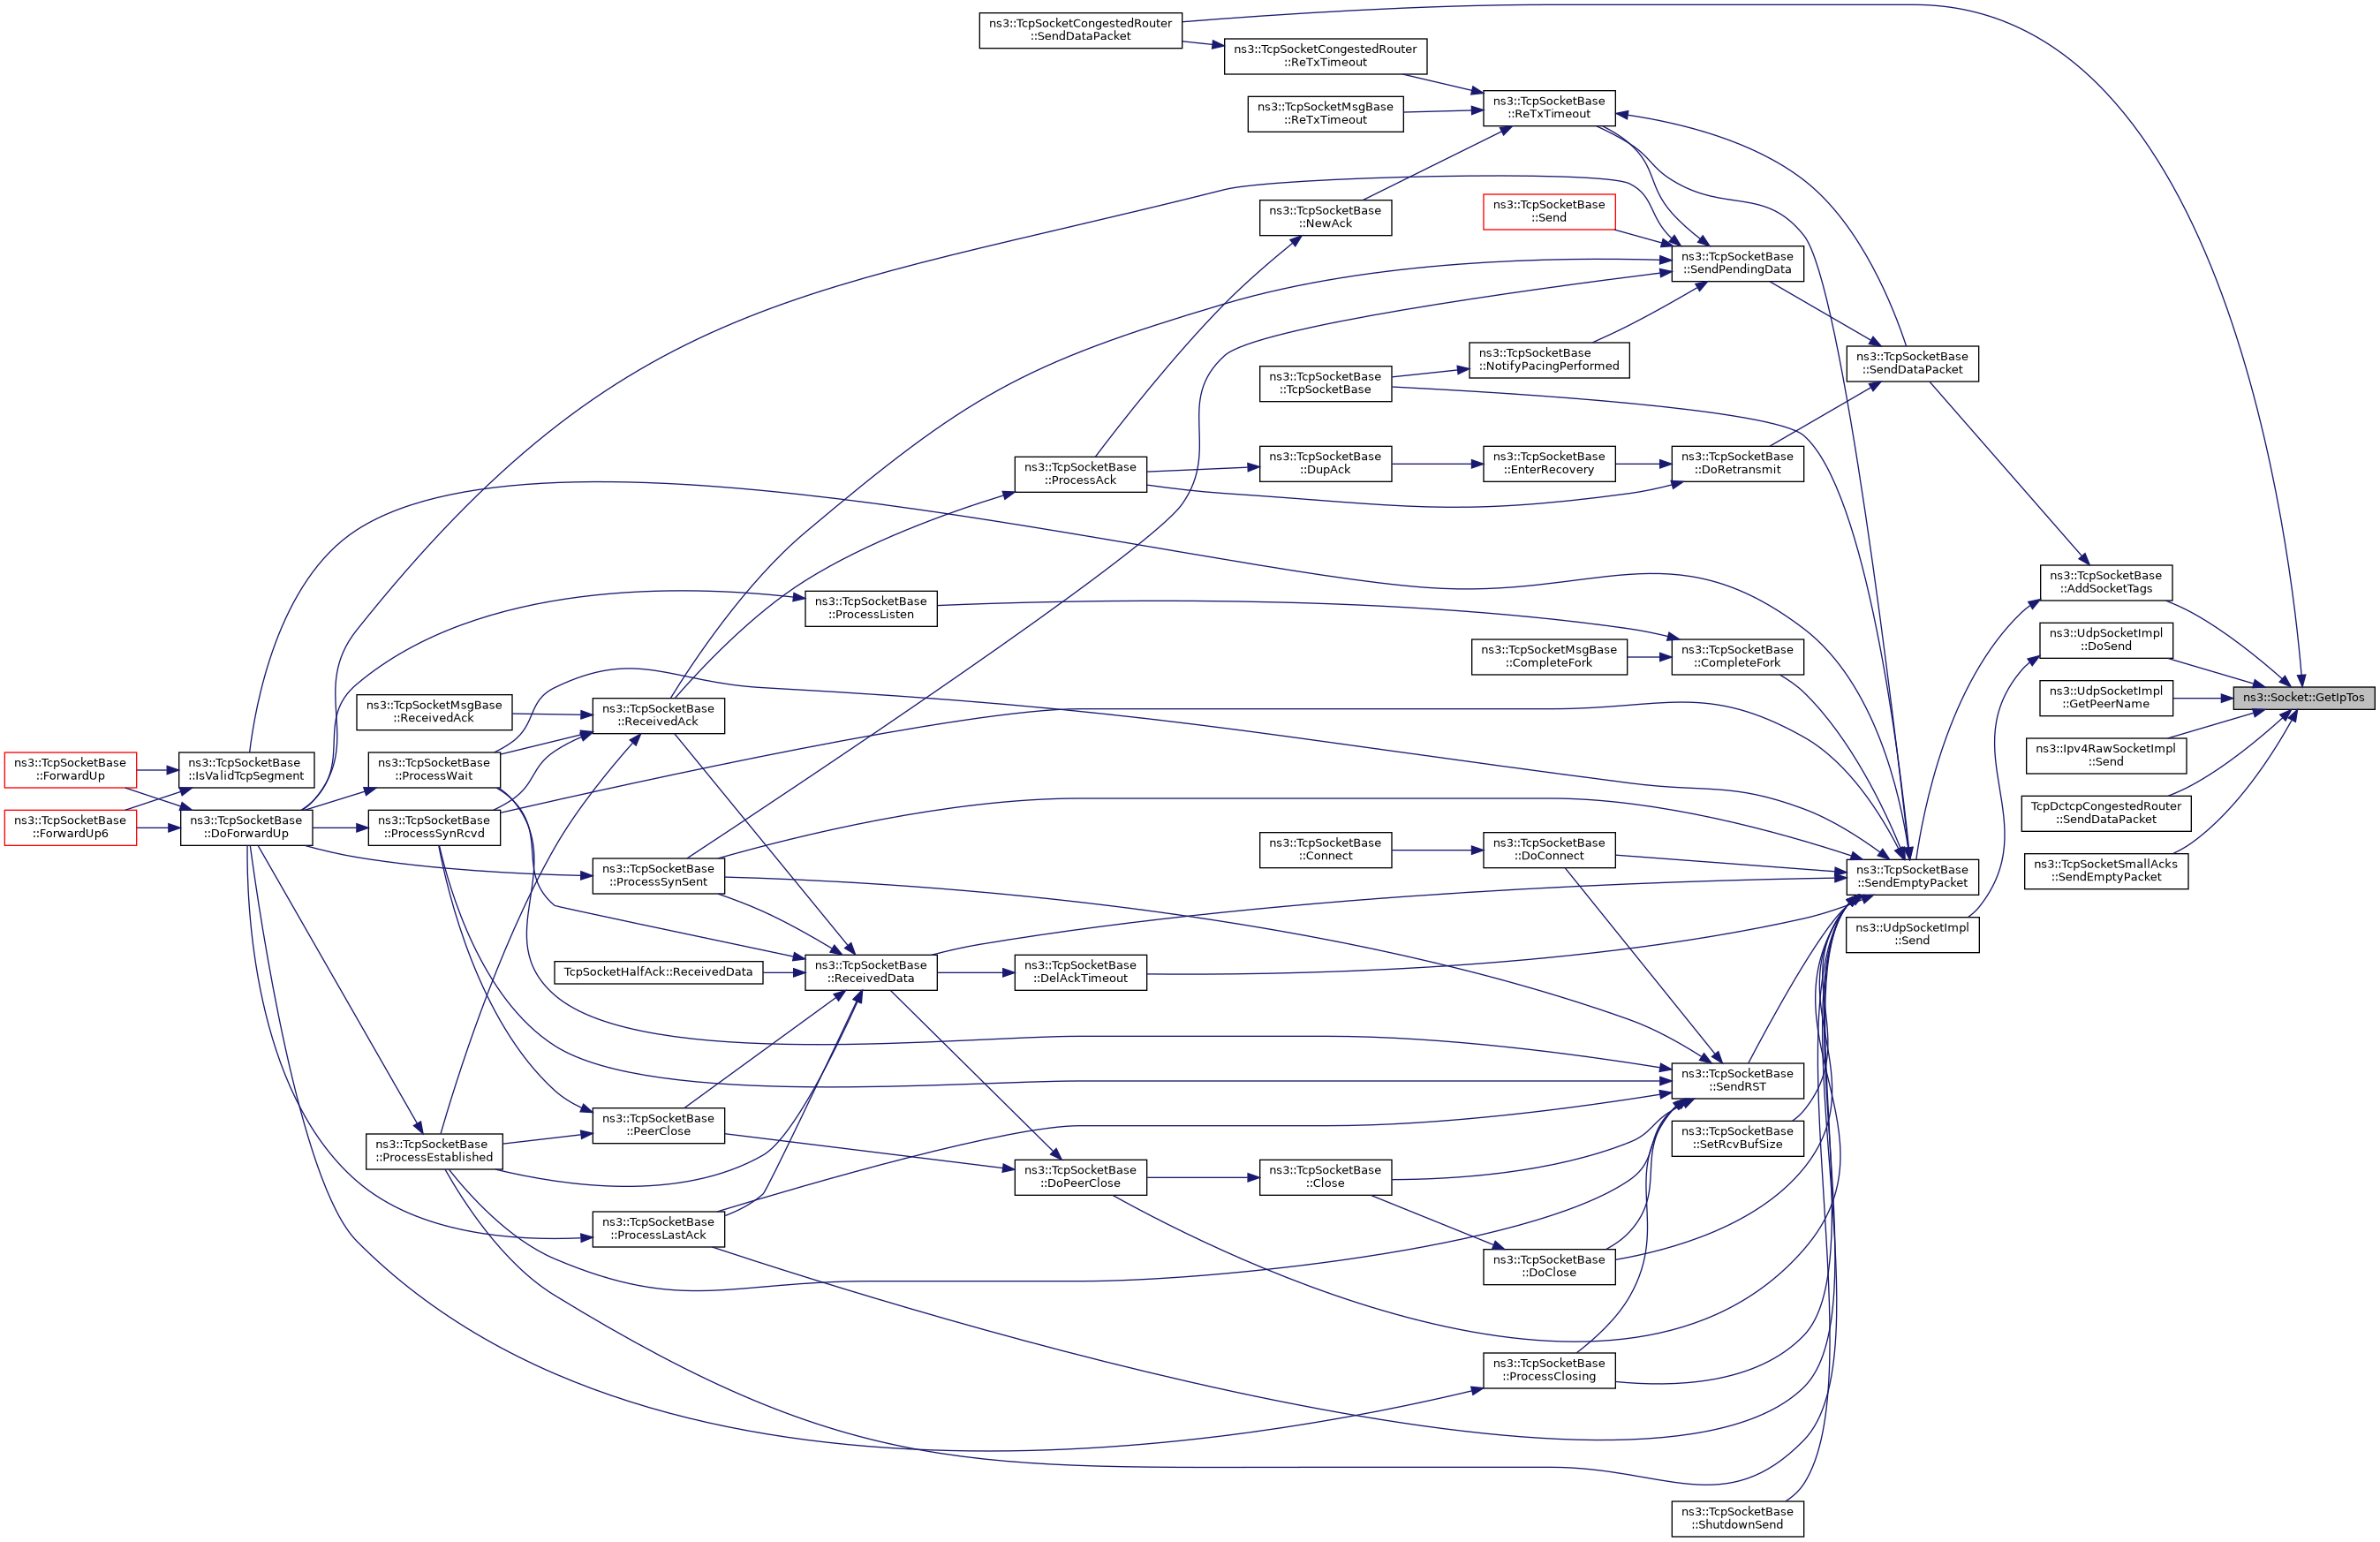 ns3::TcpSocketCongestedRouter
::SendDataPacket
ns3::TcpSocketCongestedRouter
::ReTxTimeout
ns3::TcpSocketMsgBase
::ReTxTimeout
ns3::TcpSocketBase
::ReTxTimeout
ns3::TcpSocketBase
::NewAck
ns3::TcpSocketBase
::Send
ns3::TcpSocketBase
::SendPendingData
ns3::TcpSocketBase
::NotifyPacingPerformed
ns3::TcpSocketBase
::TcpSocketBase
ns3::TcpSocketBase
::SendDataPacket
ns3::TcpSocketBase
::ProcessAck
ns3::TcpSocketBase
::DupAck
ns3::TcpSocketBase
::EnterRecovery
ns3::TcpSocketBase
::DoRetransmit
ns3::TcpSocketBase
::AddSocketTags
ns3::TcpSocketBase
::ProcessListen
ns3::TcpSocketMsgBase
::CompleteFork
ns3::TcpSocketBase
::CompleteFork
ns3::UdpSocketImpl
::DoSend
ns3::UdpSocketImpl
::GetPeerName
ns3::Socket::GetIpTos
ns3::TcpSocketMsgBase
::ReceivedAck
ns3::TcpSocketBase
::ReceivedAck
ns3::Ipv4RawSocketImpl
::Send
ns3::TcpSocketBase
::ForwardUp
ns3::TcpSocketBase
::IsValidTcpSegment
ns3::TcpSocketBase
::ProcessWait
TcpDctcpCongestedRouter
::SendDataPacket
ns3::TcpSocketBase
::ForwardUp6
ns3::TcpSocketBase
::DoForwardUp
ns3::TcpSocketBase
::ProcessSynRcvd
ns3::TcpSocketBase
::Connect
ns3::TcpSocketBase
::DoConnect
ns3::TcpSocketSmallAcks
::SendEmptyPacket
ns3::TcpSocketBase
::ProcessSynSent
ns3::TcpSocketBase
::SendEmptyPacket
ns3::UdpSocketImpl
::Send
TcpSocketHalfAck::ReceivedData
ns3::TcpSocketBase
::ReceivedData
ns3::TcpSocketBase
::DelAckTimeout
ns3::TcpSocketBase
::SendRST
ns3::TcpSocketBase
::PeerClose
ns3::TcpSocketBase
::SetRcvBufSize
ns3::TcpSocketBase
::ProcessEstablished
ns3::TcpSocketBase
::DoPeerClose
ns3::TcpSocketBase
::Close
ns3::TcpSocketBase
::ProcessLastAck
ns3::TcpSocketBase
::DoClose
ns3::TcpSocketBase
::ProcessClosing
ns3::TcpSocketBase
::ShutdownSend